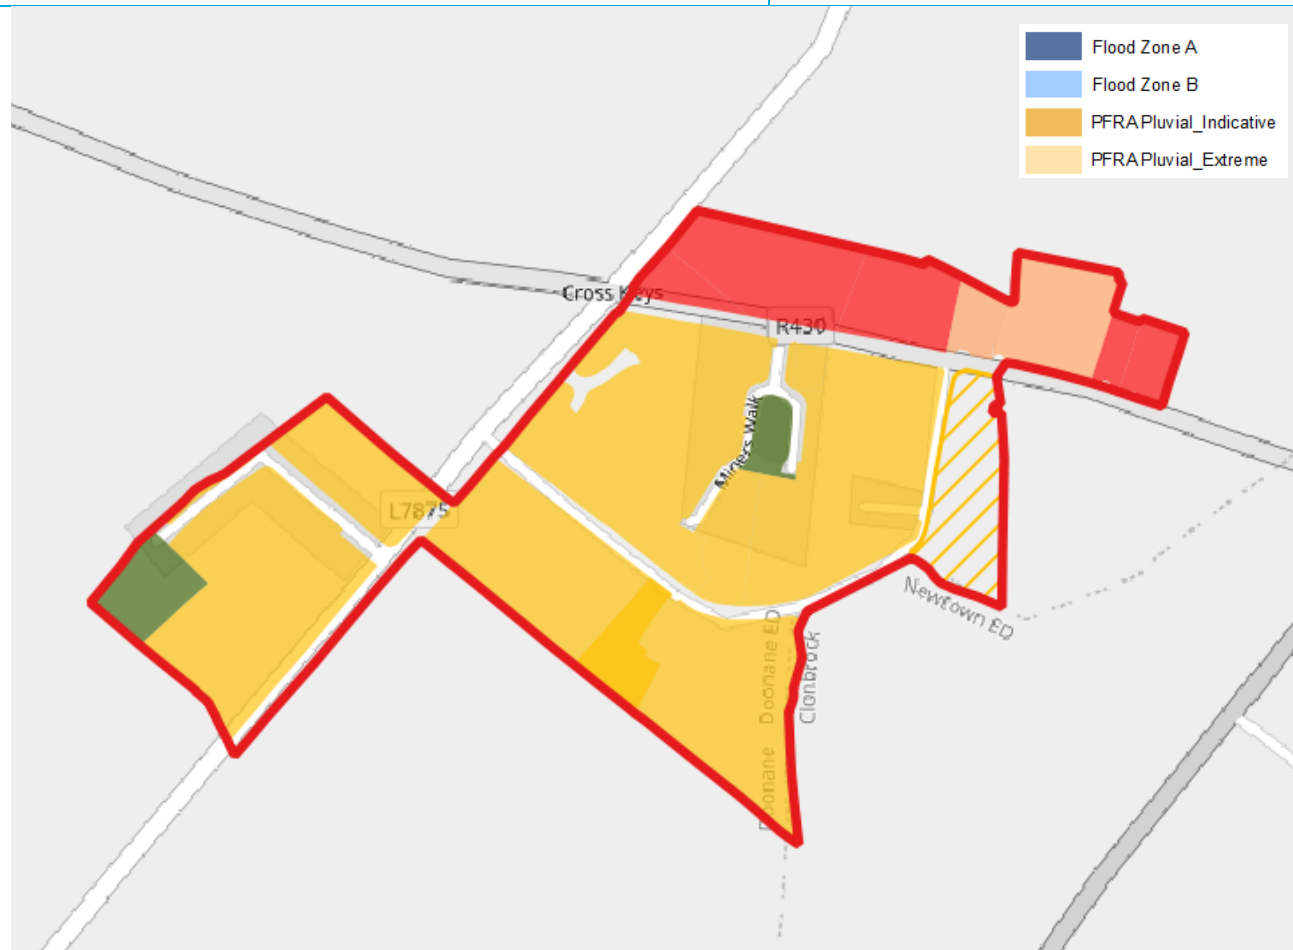 Flood Zone A
Flood Zone B
PFRA Pluvial_Indicative
PFRA Pluvial_Extreme
Cross Keys
R430
Miners Walk
L7875
Newtown ED
Doonane ED
Clonbrock
Doonane